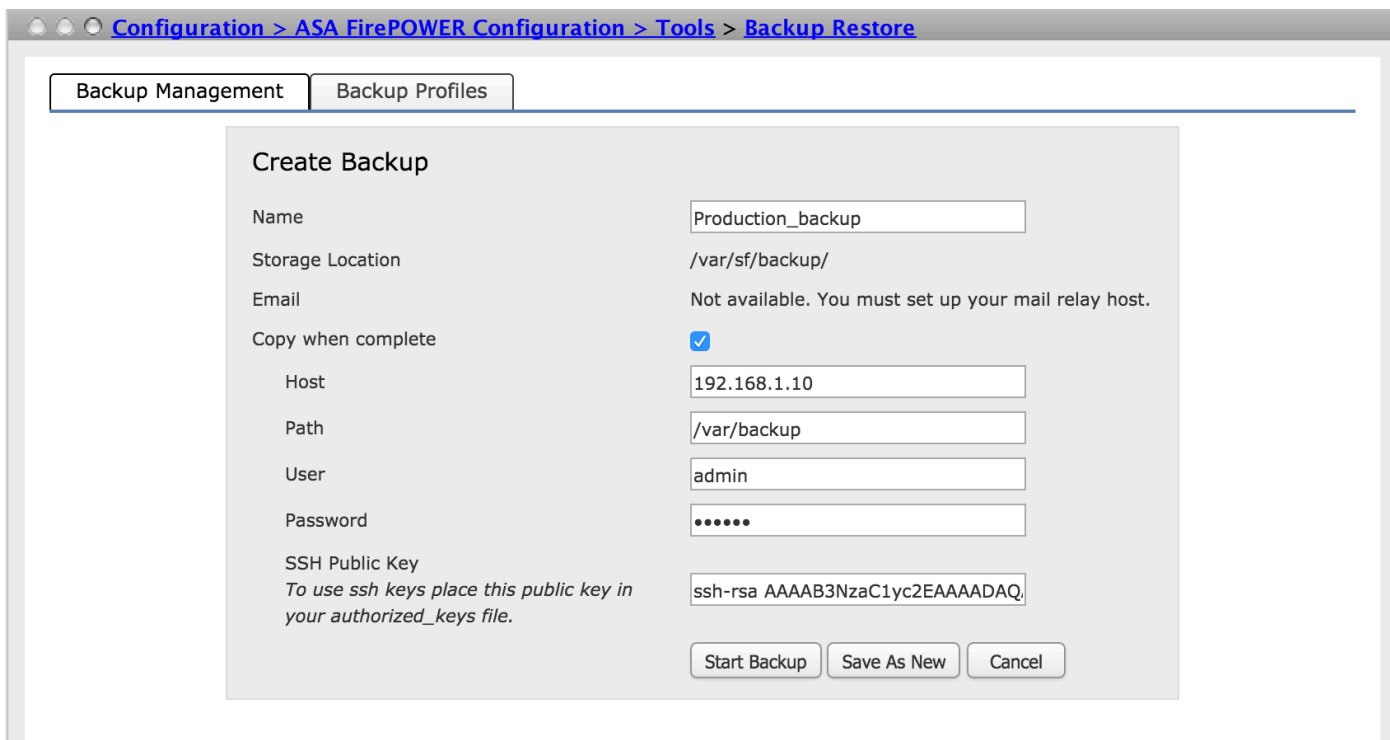 Configuration > ASA FirePOWER Configuration > Tools > Backup Restore
Backup Management Backup Profiles
Create Backup
Name Production_backup
Storage Location /var/sf/backup/
Email Not available. You must set up your mail relay host.
Copy when complete
Host 192.168.1.10
Path /var/backup
User admin
Password ••••••
SSH Public Key
To use ssh keys place this public key in
your authorized_keys file.
ssh-rsa AAAAB3NzaC1yc2EAAAADAQ
Start Backup Save As New Cancel